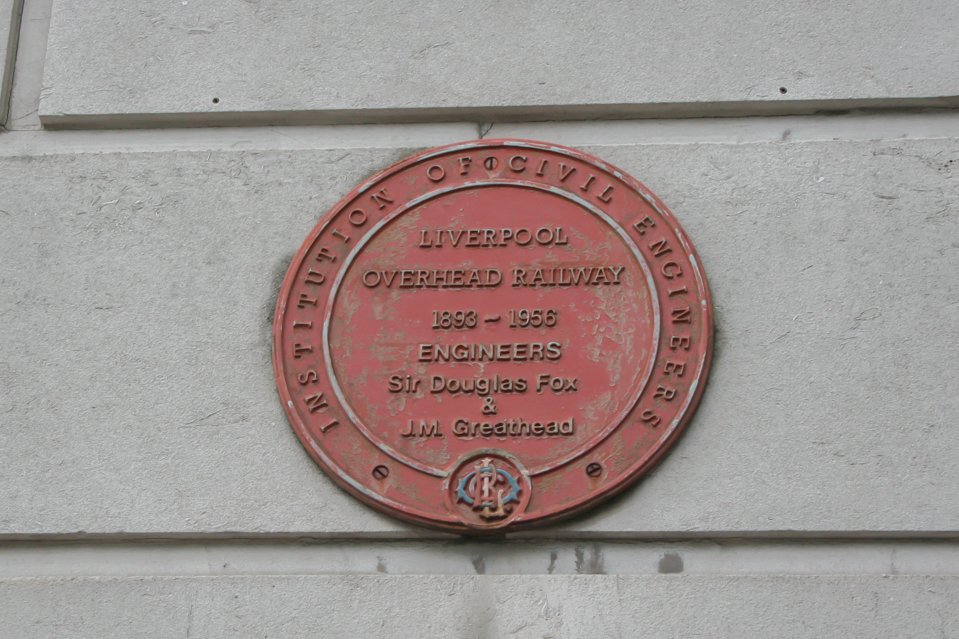 INSTITUTION OF CIVIL ENGINEERS
LIVERPOOL
OVERHEAD RAILWAY
1893 – 1956
ENGINEERS
Sir Douglas Fox
&
J.M. Greathead